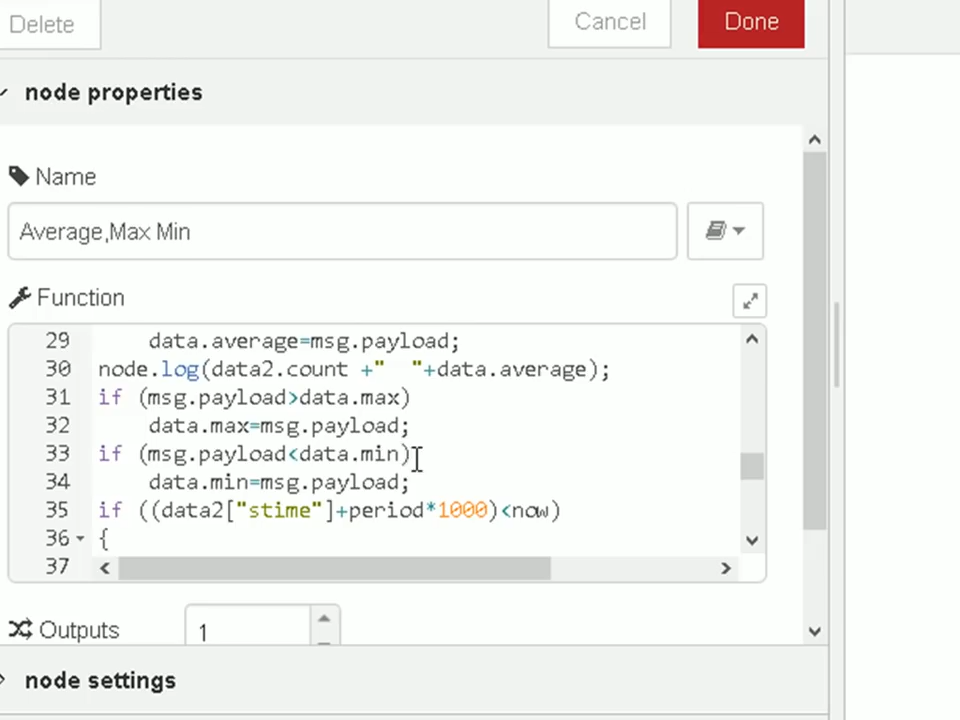 Delete
Cancel
Done
node properties
Name
Average,Max Min
Function
29 data.average=msg.payload;
30 node.log(data2.count +"  "+data.average);
31 if (msg.payload>data.max)
32 data.max=msg.payload;
33 if (msg.payload<data.min)
34 data.min=msg.payload;
35 if ((data2["stime"]+period*1000)<now)
36 {
37
Outputs 1
node settings